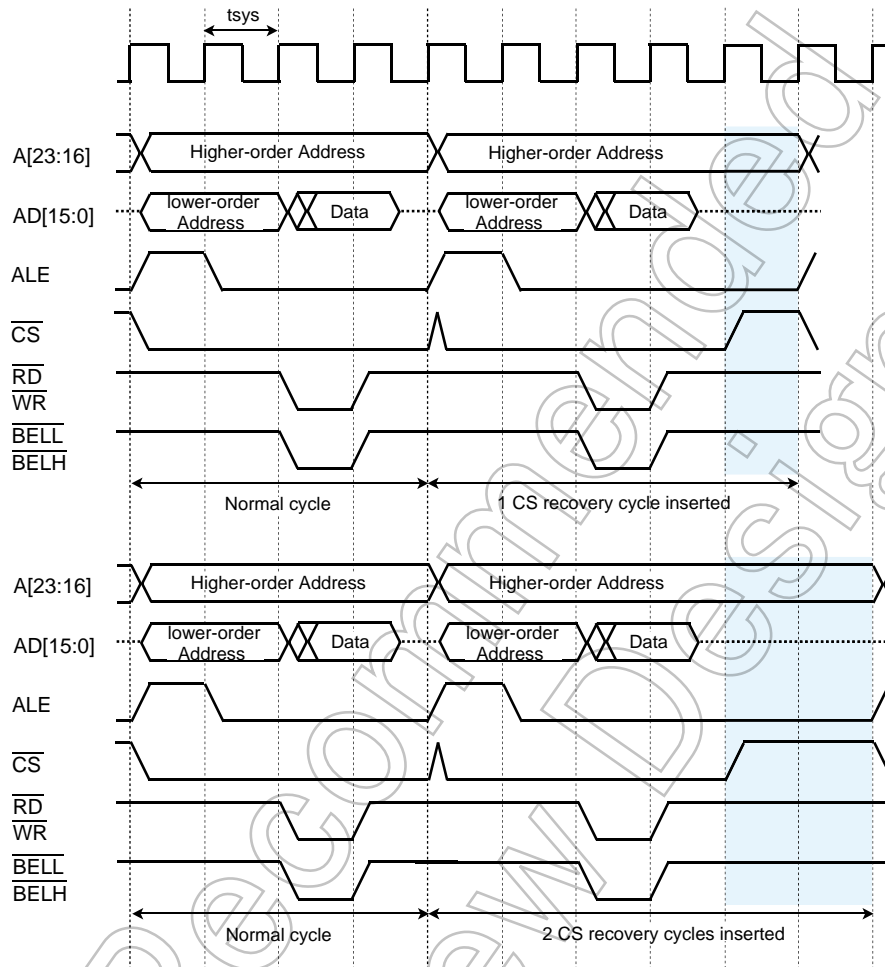 tsys
A[23:16]
Higher-order Address
Higher-order Address
AD[15:0]
lower-order
Address
Data
lower-order
Address
Data
ALE
CS
RD
WR
BELL
BELH
Normal cycle
1 CS recovery cycle inserted
A[23:16]
Higher-order Address
Higher-order Address
AD[15:0]
lower-order
Address
Data
lower-order
Address
Data
ALE
CS
RD
WR
BELL
BELH
Normal cycle
2 CS recovery cycles inserted
Recommended